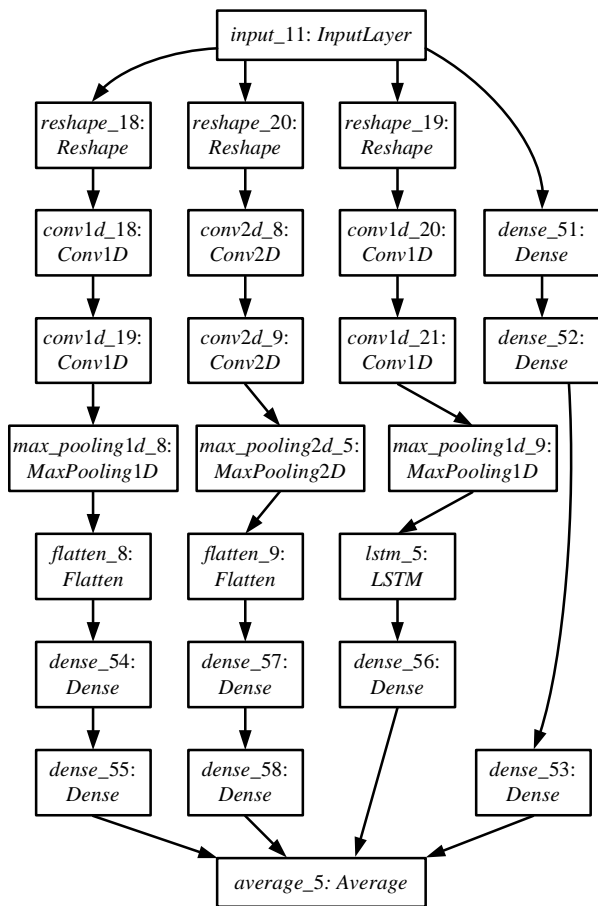 input_11: InputLayer
reshape_18:
Reshape
reshape_20:
Reshape
reshape_19:
Reshape
conv1d_18:
Conv1D
conv2d_8:
Conv2D
conv1d_20:
Conv1D
dense_51:
Dense
conv1d_19:
Conv1D
conv2d_9:
Conv2D
conv1d_21:
Conv1D
dense_52:
Dense
max_pooling1d_8:
MaxPooling1D
max_pooling2d_5:
MaxPooling2D
max_pooling1d_9:
MaxPooling1D
flatten_8:
Flatten
flatten_9:
Flatten
lstm_5:
LSTM
dense_54:
Dense
dense_57:
Dense
dense_56:
Dense
dense_55:
Dense
dense_58:
Dense
dense_53:
Dense
average_5: Average